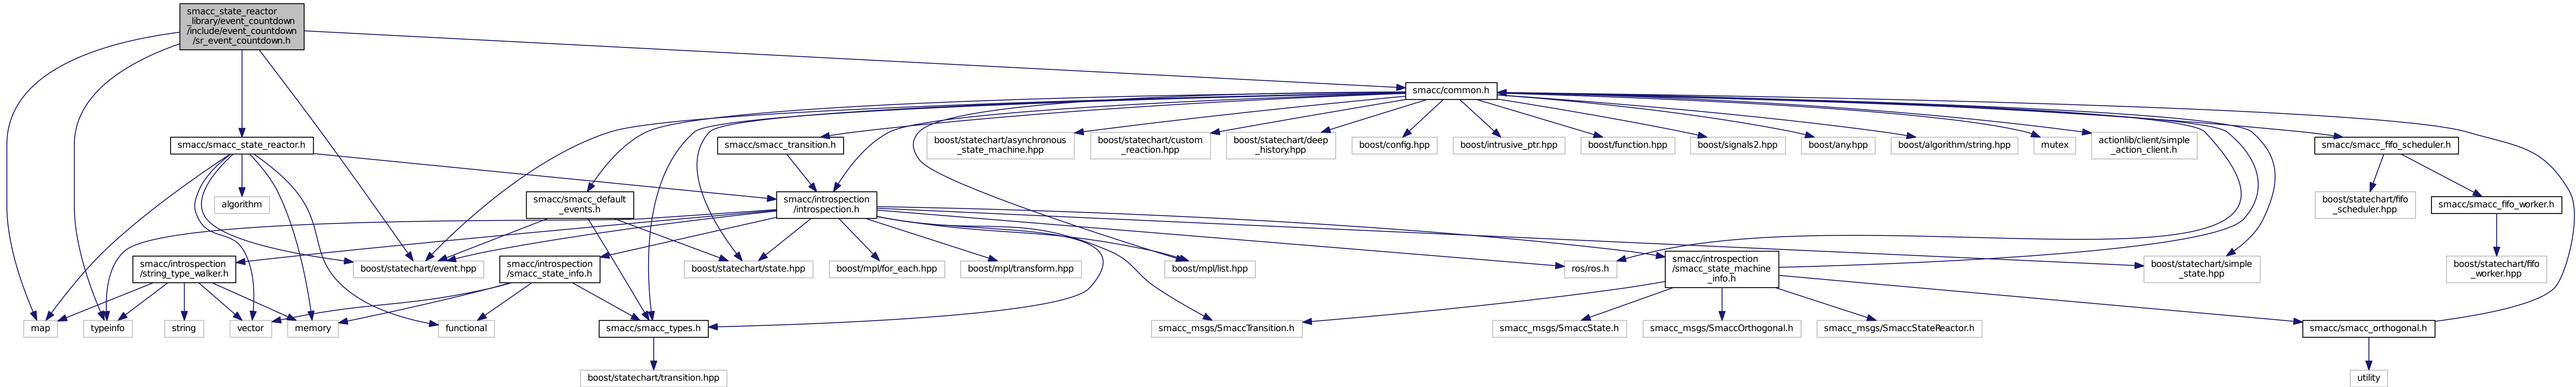 smacc_state_reactor
_library/event_countdown
/include/event_countdown
/sr_event_countdown.h
smacc/common.h
smacc/smacc_state_reactor.h
smacc/smacc_transition.h
boost/statechart/asynchronous
_state_machine.hpp
boost/statechart/custom
_reaction.hpp
boost/statechart/deep
_history.hpp
boost/config.hpp
boost/intrusive_ptr.hpp
boost/function.hpp
boost/signals2.hpp
boost/any.hpp
boost/algorithm/string.hpp
mutex
actionlib/client/simple
_action_client.h
smacc/smacc_fifo_scheduler.h
algorithm
smacc/smacc_default
_events.h
smacc/introspection
/introspection.h
boost/statechart/fifo
_scheduler.hpp
smacc/smacc_fifo_worker.h
smacc/introspection
/string_type_walker.h
boost/statechart/event.hpp
smacc/introspection
/smacc_state_info.h
boost/statechart/state.hpp
boost/mpl/for_each.hpp
boost/mpl/transform.hpp
boost/mpl/list.hpp
ros/ros.h
smacc/introspection
/smacc_state_machine
_info.h
boost/statechart/simple
_state.hpp
boost/statechart/fifo
_worker.hpp
map
typeinfo
string
vector
memory
functional
smacc/smacc_types.h
smacc_msgs/SmaccTransition.h
smacc_msgs/SmaccState.h
smacc_msgs/SmaccOrthogonal.h
smacc_msgs/SmaccStateReactor.h
smacc/smacc_orthogonal.h
boost/statechart/transition.hpp
utility